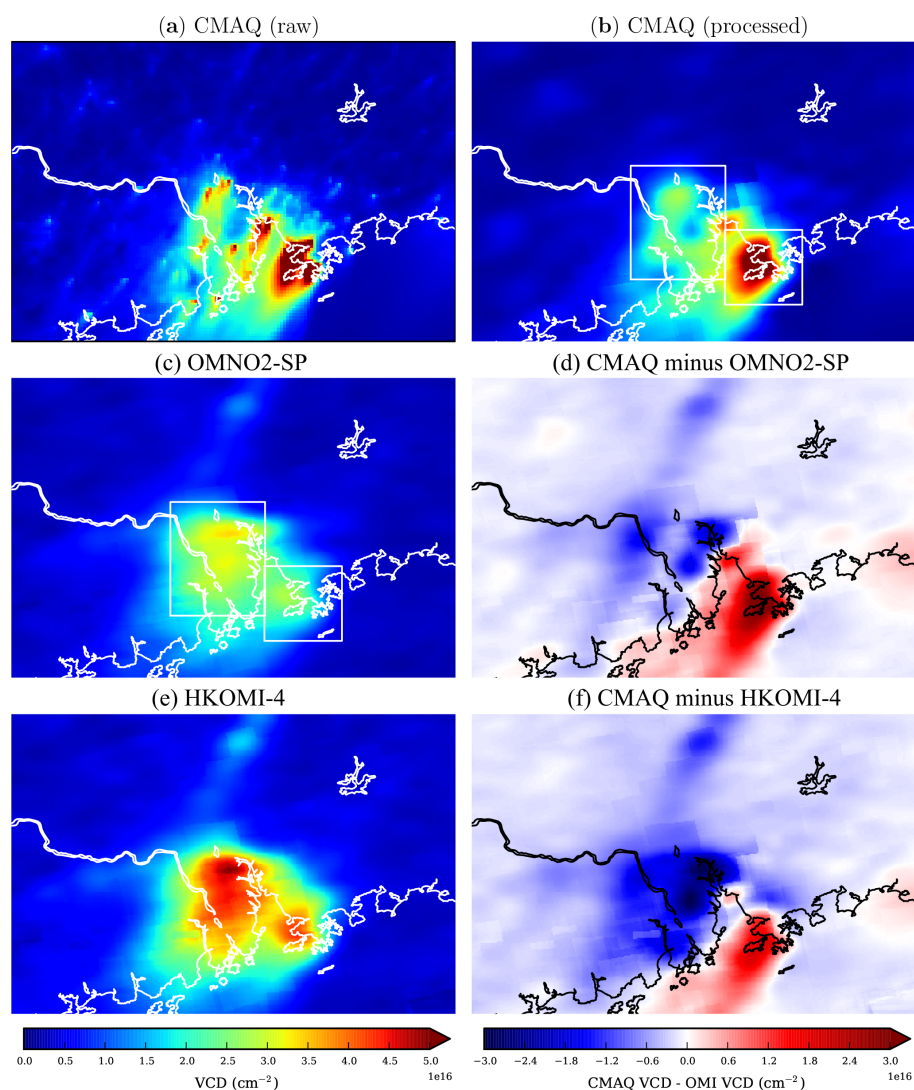 (a) CMAQ (raw)
(b) CMAQ (processed)
(c) OMNO2-SP
(d) CMAQ minus OMNO2-SP
(e) HKOMI-4
(f) CMAQ minus HKOMI-4
0.0 0.5 1.0 1.5 2.0 2.5 3.0 3.5 4.0 4.5 5.0
1e16
VCD (cm⁻²)
−3.0 −2.4 −1.8 −1.2 −0.6 0.0 0.6 1.2 1.8 2.4 3.0
1e16
CMAQ VCD - OMI VCD (cm⁻²)